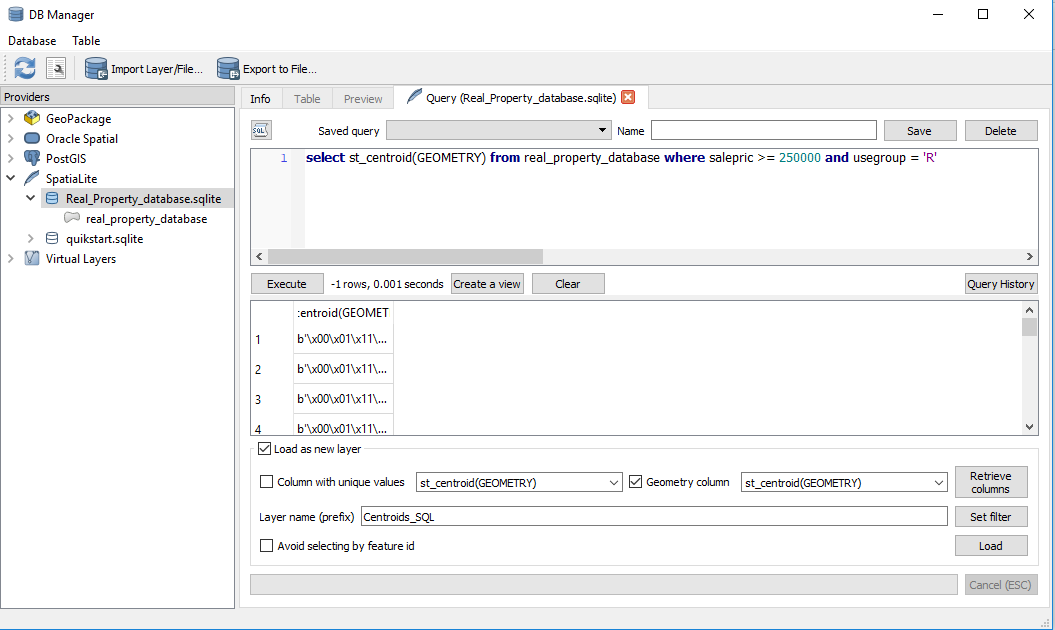 DB Manager
Database Table
Import Layer/File... Export to File...
Providers
GeoPackage
Oracle Spatial
PostGIS
SpatiaLite
Real_Property_database.sqlite
real_property_database
quikstart.sqlite
Virtual Layers
Info Table Preview Query (Real_Property_database.sqlite)
SQL Saved query Name Save Delete
1 select st_centroid(GEOMETRY) from real_property_database where salepric >= 250000 and usegroup = 'R'
Execute -1 rows, 0.001 seconds Create a view Clear Query History
:entroid(GEOMET
1 b'\x00\x01\x11\...
2 b'\x00\x01\x11\...
3 b'\x00\x01\x11\...
4 b'\x00\x01\x11\...
Load as new layer
Column with unique values st_centroid(GEOMETRY) Geometry column st_centroid(GEOMETRY) Retrieve columns
Layer name (prefix) Centroids_SQL Set filter
Avoid selecting by feature id Load
Cancel (ESC)